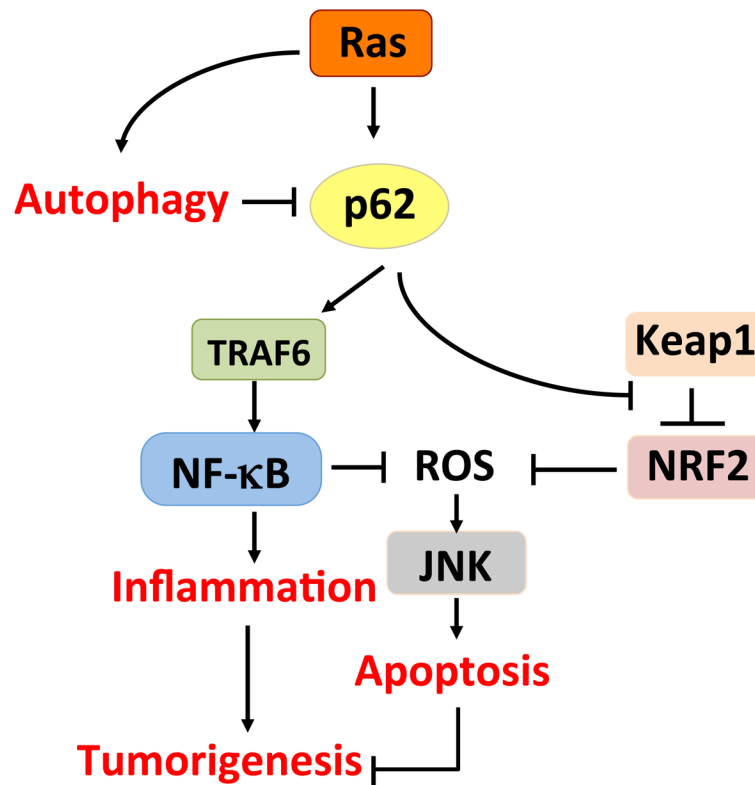 Ras
Autophagy
p62
TRAF6
Keap1
NF-κB
ROS
NRF2
Inflammation
JNK
Apoptosis
Tumorigenesis